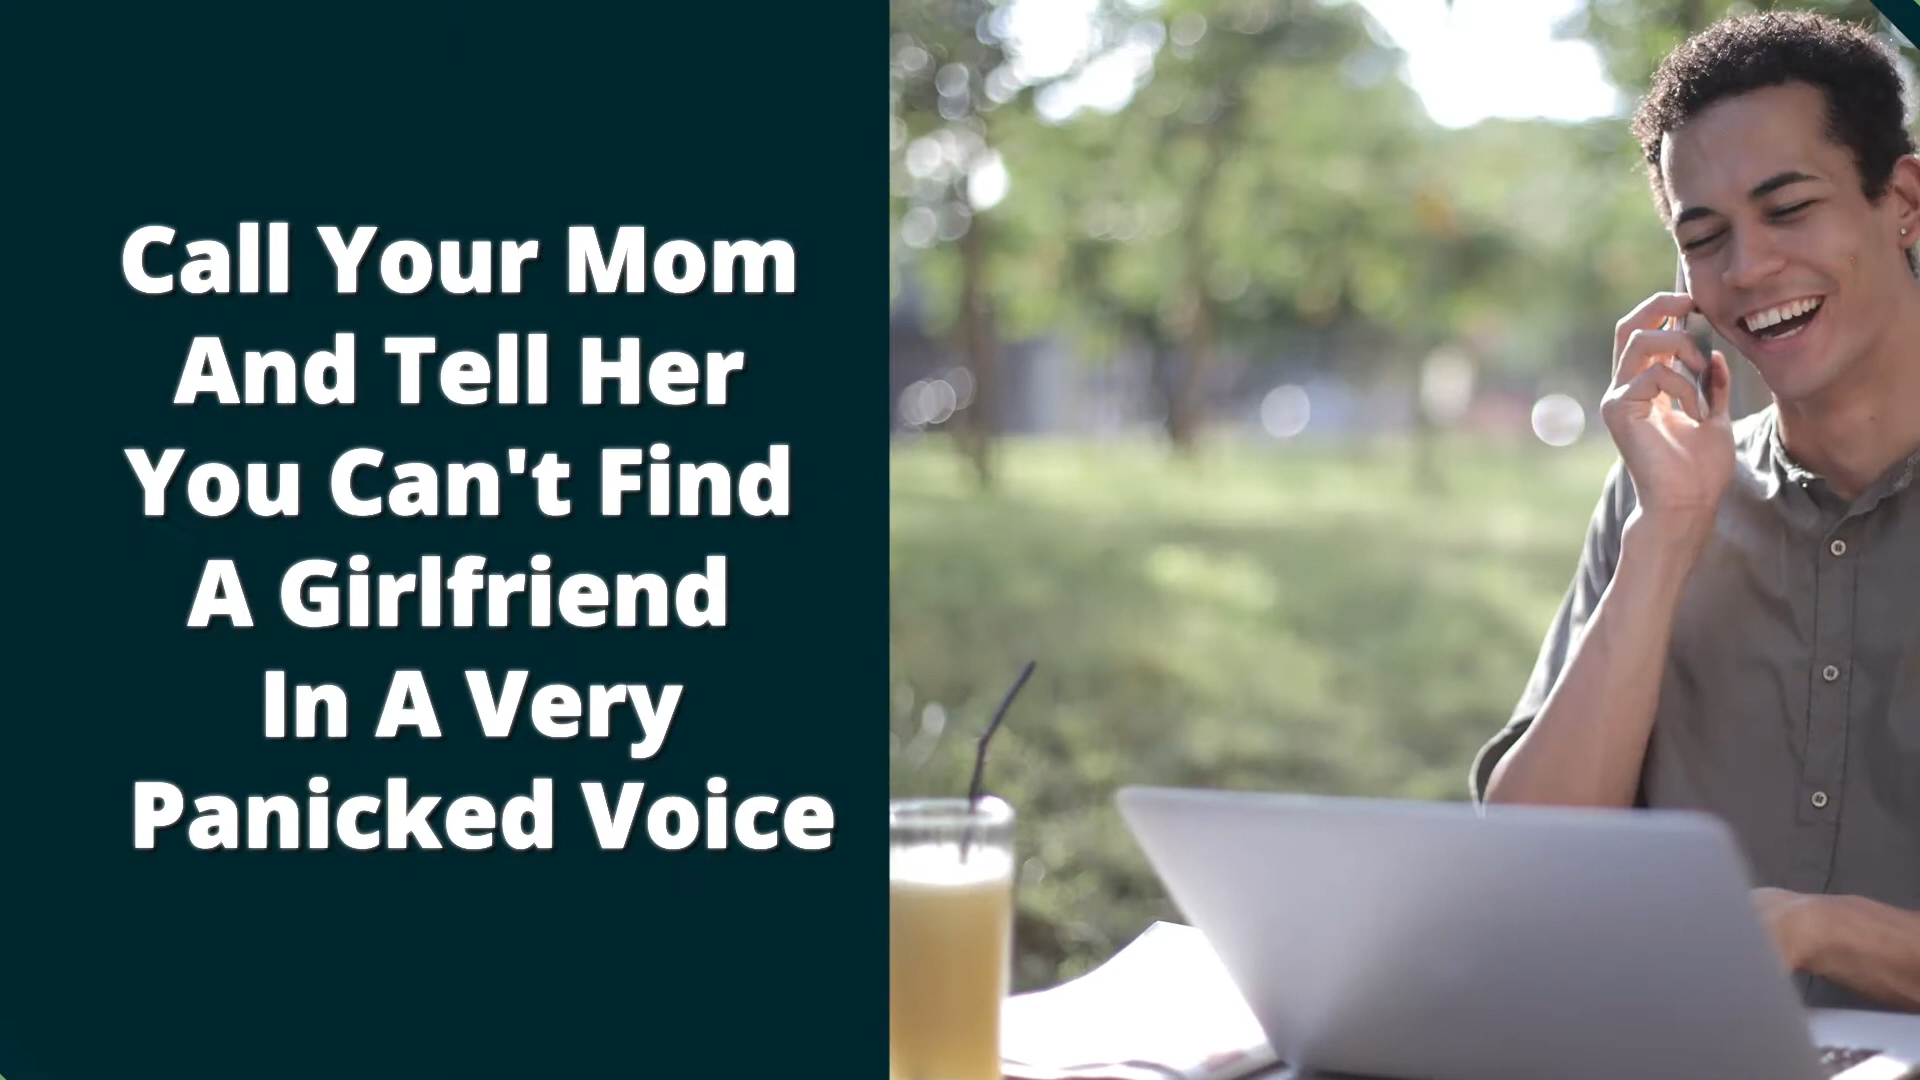 Call Your Mom
And Tell Her
You Can't Find
A Girlfriend
In A Very
Panicked Voice